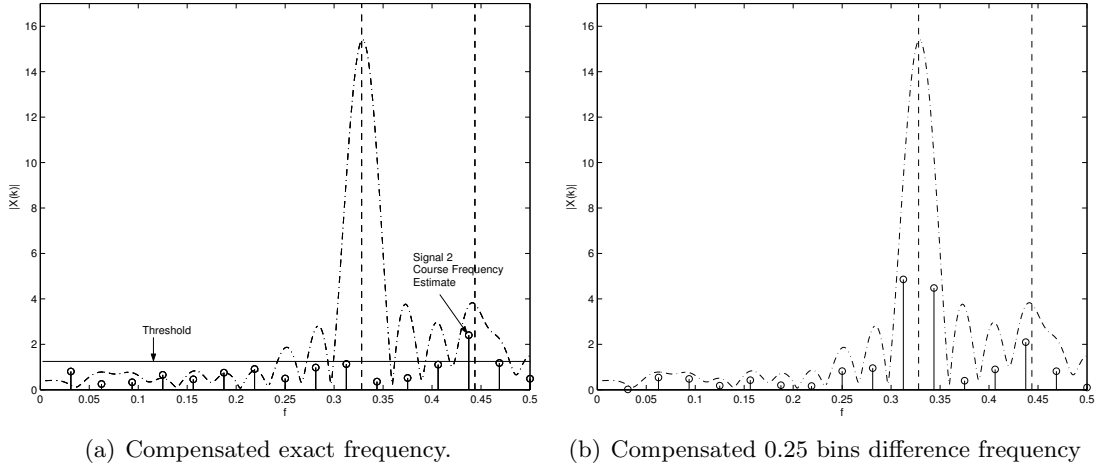 16
14
12
10
8
6
4
2
0
|X(k)|
Signal 2
Course Frequency
Estimate
Threshold
0 0.05 0.1 0.15 0.2 0.25 0.3 0.35 0.4 0.45 0.5
f
(a) Compensated exact frequency.
16
14
12
10
8
6
4
2
0
|X(k)|
0 0.05 0.1 0.15 0.2 0.25 0.3 0.35 0.4 0.45 0.5
f
(b) Compensated 0.25 bins difference frequency